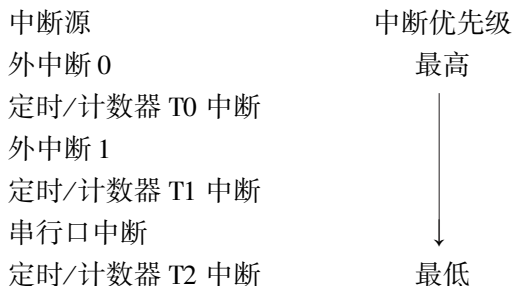 中断源 中断优先级
外中断 0 最高
定时/计数器 T0 中断
外中断 1
定时/计数器 T1 中断
串行口中断
定时/计数器 T2 中断 最低